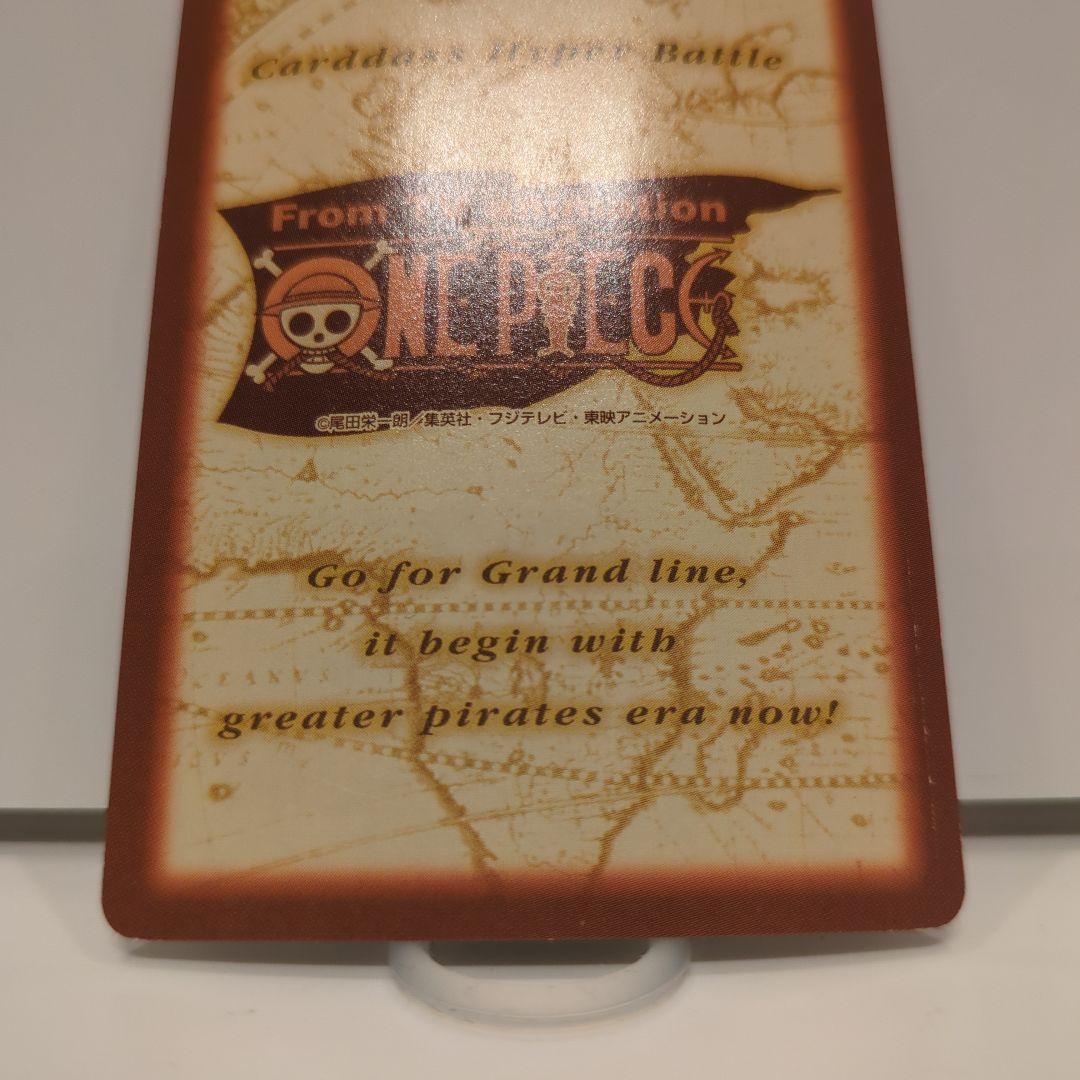 Carddass Hyper Battle
From TV animation
ONE PIECE
©尾田栄一朗／集英社・フジテレビ・東映アニメーション
Go for Grand line,
it begin with
greater pirates era now!